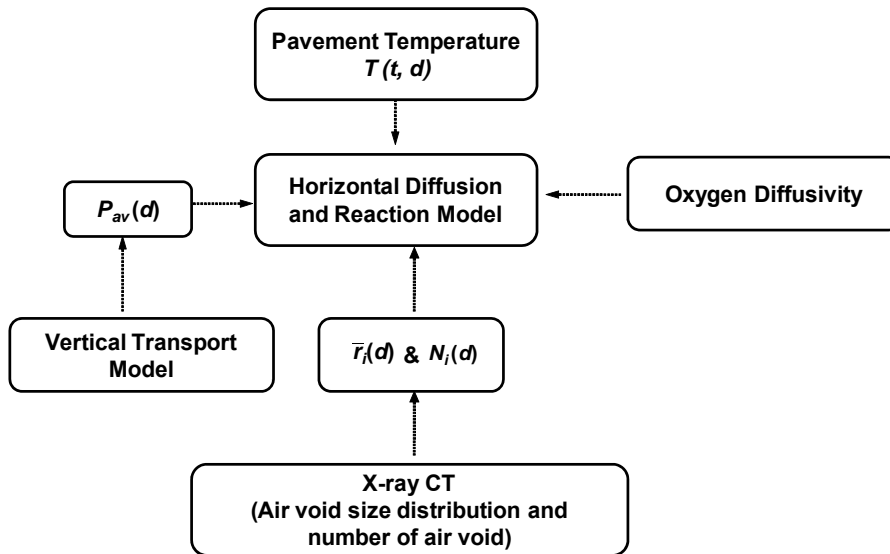 Pavement Temperature
T(t, d)
Horizontal Diffusion
and Reaction Model
Oxygen Diffusivity
P_av(d)
Vertical Transport
Model
r̅_i(d) & N_i(d)
X-ray CT
(Air void size distribution and
number of air void)